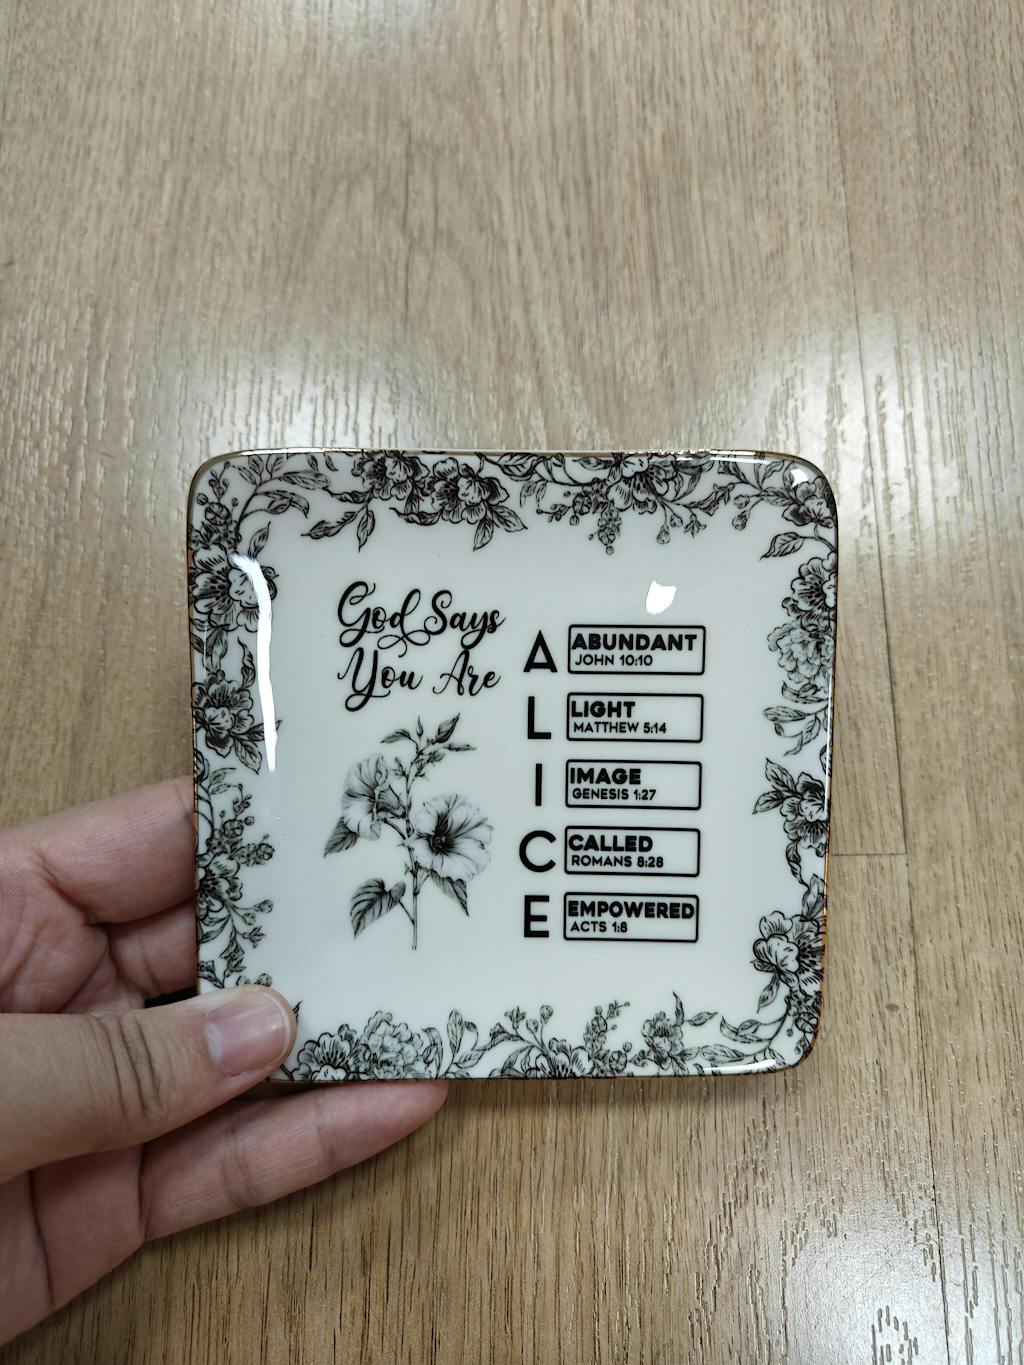 God Says
You Are
A ABUNDANT
JOHN 10:10
L LIGHT
MATTHEW 5:14
I IMAGE
GENESIS 1:27
C CALLED
ROMANS 8:28
E EMPOWERED
ACTS 1:8